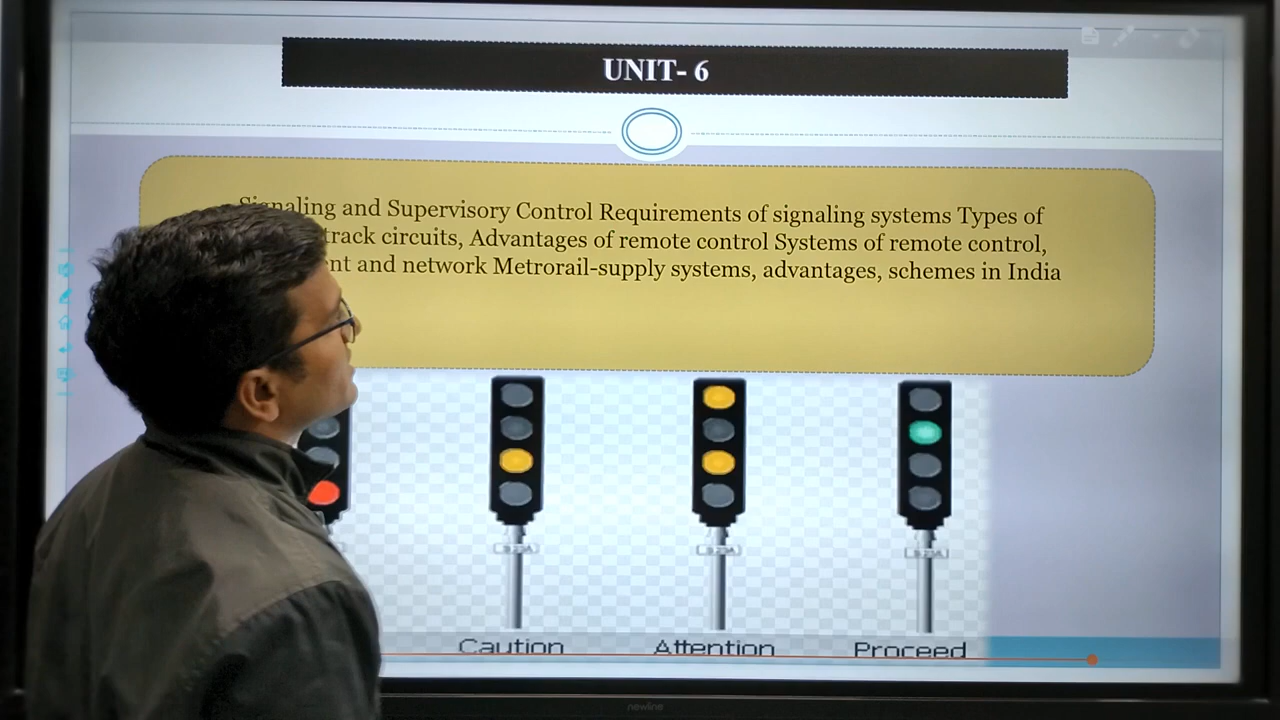 UNIT- 6
Signaling and Supervisory Control Requirements of signaling systems Types of
track circuits, Advantages of remote control Systems of remote control,
and network Metrorail-supply systems, advantages, schemes in India
Caution Attention Proceed
newline